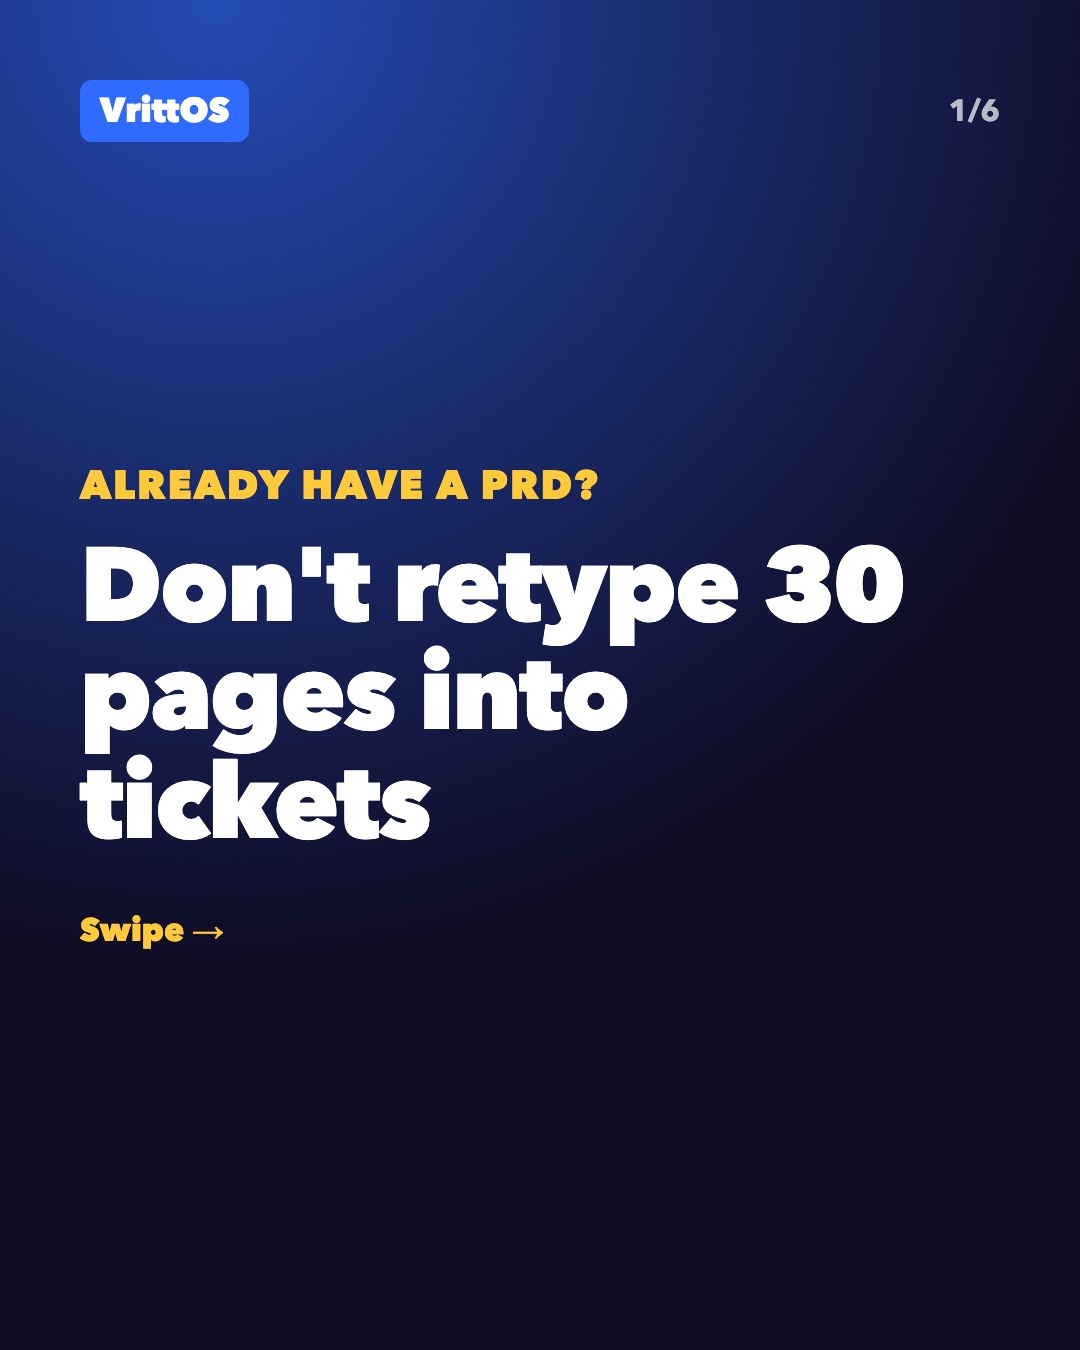 VrittOS
1/6
ALREADY HAVE A PRD?
Don't retype 30
pages into
tickets
Swipe →